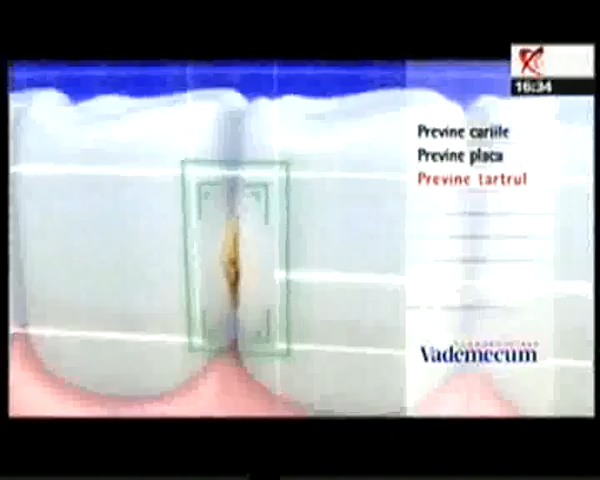 16:34
Previne cariile
Previne placa
Previne tartrul
Vademecum